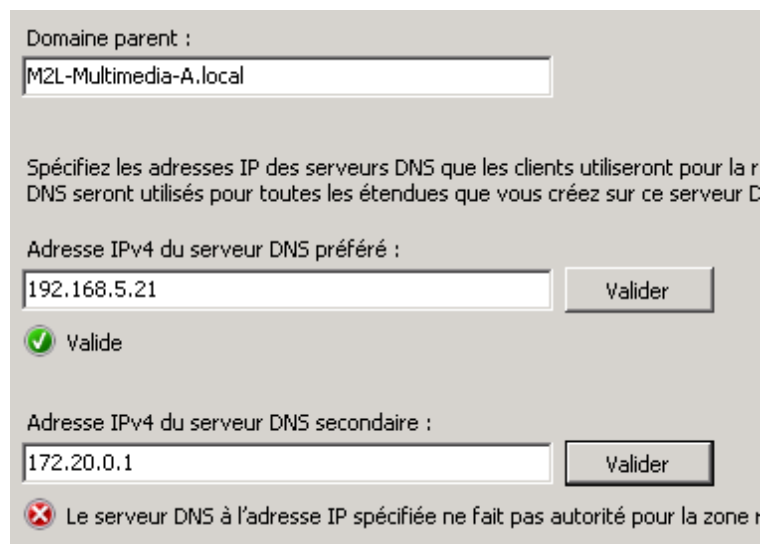 Domaine parent :
M2L-Multimedia-A.local
Spécifiez les adresses IP des serveurs DNS que les clients utiliseront pour la
DNS seront utilisés pour toutes les étendues que vous créez sur ce serveur
Adresse IPv4 du serveur DNS préféré :
192.168.5.21
Valider
Valide
Adresse IPv4 du serveur DNS secondaire :
172.20.0.1
Valider
Le serveur DNS à l'adresse IP spécifiée ne fait pas autorité pour la zone